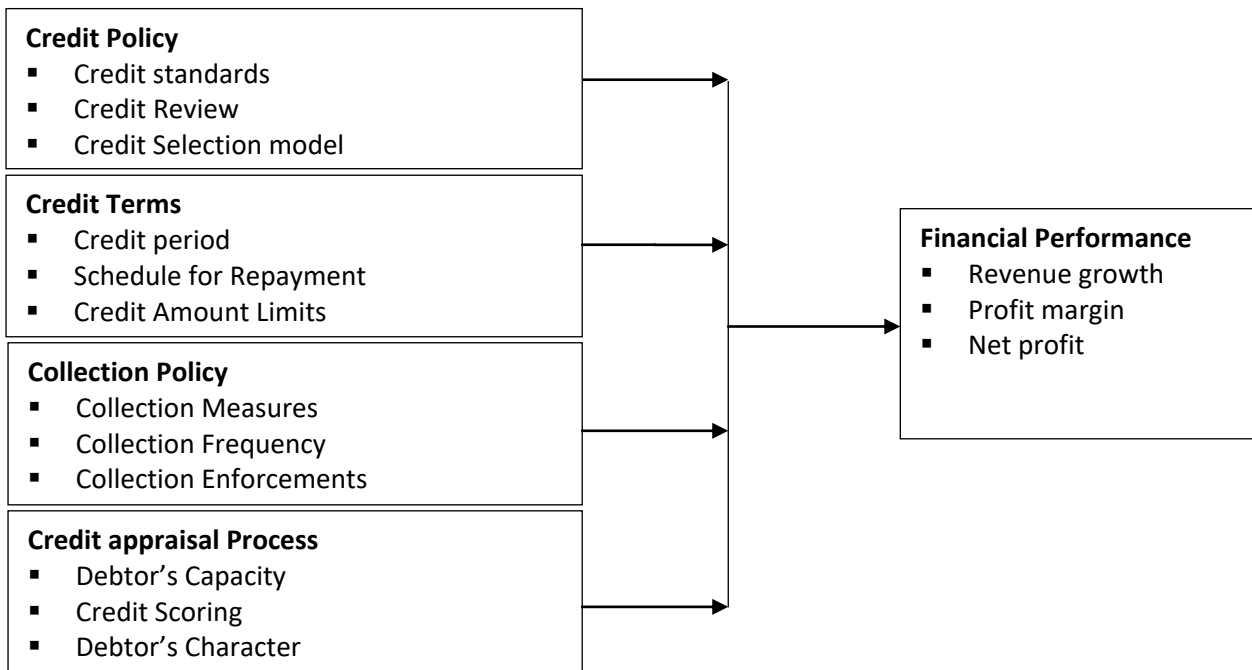 Credit Policy
▪ Credit standards
▪ Credit Review
▪ Credit Selection model
Credit Terms
▪ Credit period
▪ Schedule for Repayment
▪ Credit Amount Limits
Collection Policy
▪ Collection Measures
▪ Collection Frequency
▪ Collection Enforcements
Credit appraisal Process
▪ Debtor’s Capacity
▪ Credit Scoring
▪ Debtor’s Character
Financial Performance
▪ Revenue growth
▪ Profit margin
▪ Net profit